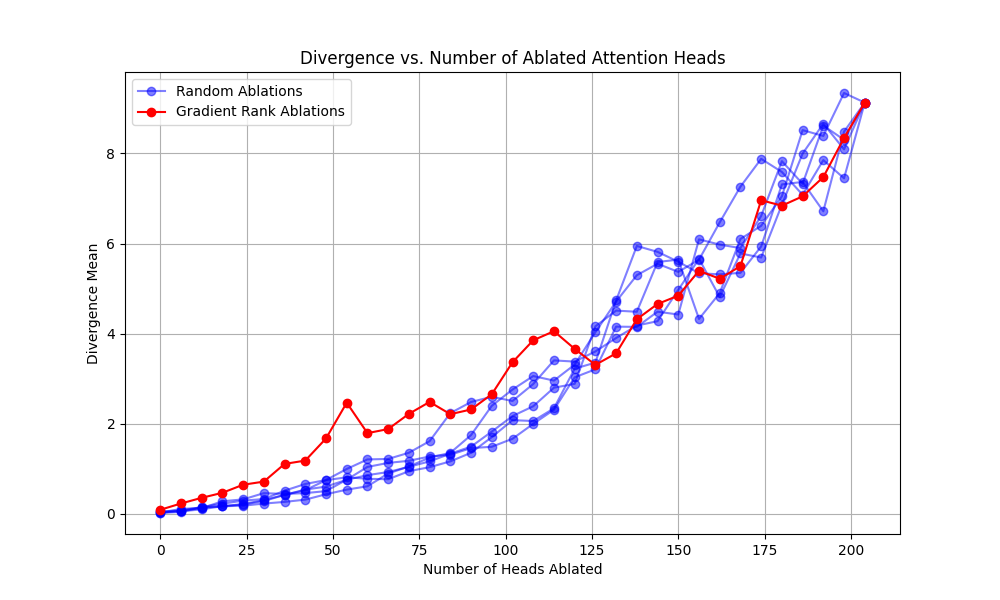 Divergence vs. Number of Ablated Attention Heads
Random Ablations
Gradient Rank Ablations
Divergence Mean
8
6
4
2
0
0 25 50 75 100 125 150 175 200
Number of Heads Ablated